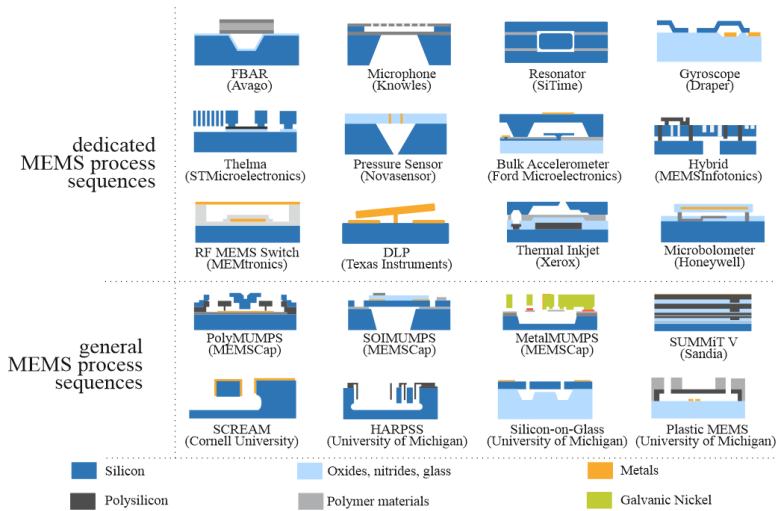 dedicated
MEMS process
sequences
FBAR
(Avago)
Microphone
(Knowles)
Resonator
(SiTime)
Gyroscope
(Draper)
Thelma
(STMicroelectronics)
Pressure Sensor
(Novasensor)
Bulk Accelerometer
(Ford Microelectronics)
Hybrid
(MEMSInfotonics)
RF MEMS Switch
(MEMtronics)
DLP
(Texas Instruments)
Thermal Inkjet
(Xerox)
Microbolometer
(Honeywell)
general
MEMS process
sequences
PolyMUMPS
(MEMSCap)
SOIMUMPS
(MEMSCap)
MetalMUMPS
(MEMSCap)
SUMMiT V
(Sandia)
SCREAM
(Cornell University)
HARPSS
(University of Michigan)
Silicon-on-Glass
(University of Michigan)
Plastic MEMS
(University of Michigan)
Silicon
Oxides, nitrides, glass
Metals
Polysilicon
Polymer materials
Galvanic Nickel